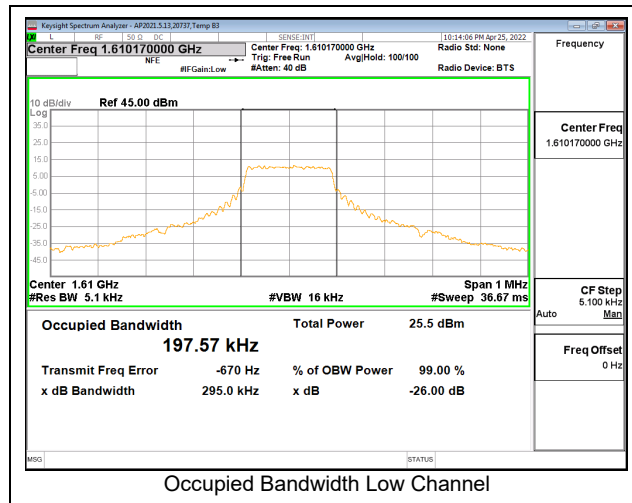 Keysight Spectrum Analyzer - AP2021.5.13,20737,Temp B3
L RF 50 Ω DC SENSE:INT 10:14:06 PM Apr 25, 2022
Center Freq 1.610170000 GHz Center Freq: 1.610170000 GHz Radio Std: None Frequency
NFE Trig: Free Run Avg|Hold: 100/100
#IFGain:Low #Atten: 40 dB Radio Device: BTS
10 dB/div Ref 45.00 dBm
Log
35.0
25.0
15.0
5.00
-5.00
-15.0
-25.0
-35.0
-45.0
Center Freq
1.610170000 GHz
Center 1.61 GHz Span 1 MHz
#Res BW 5.1 kHz #VBW 16 kHz #Sweep 36.67 ms
CF Step
5.100 kHz
Auto Man
Occupied Bandwidth Total Power 25.5 dBm
197.57 kHz
Transmit Freq Error -670 Hz % of OBW Power 99.00 %
x dB Bandwidth 295.0 kHz x dB -26.00 dB
Freq Offset
0 Hz
MSG STATUS
Occupied Bandwidth Low Channel